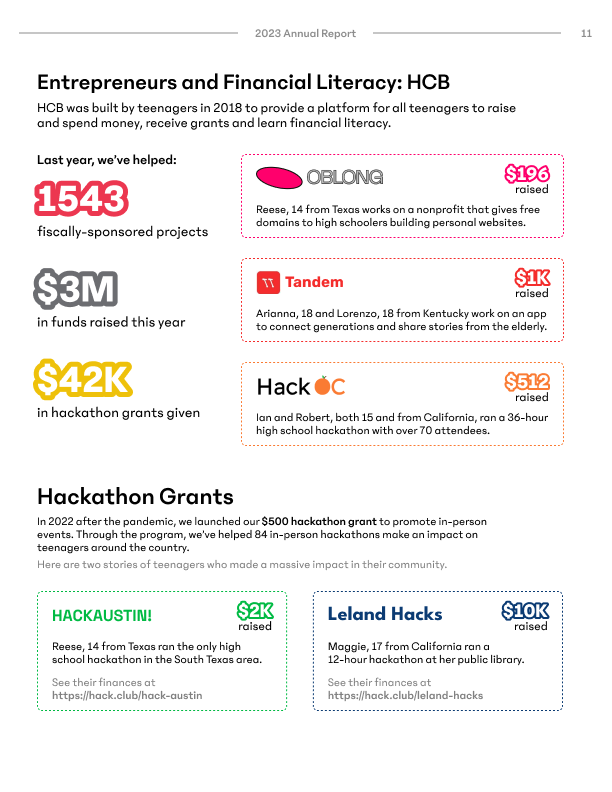 2023 Annual Report
11
Entrepreneurs and Financial Literacy: HCB
HCB was built by teenagers in 2018 to provide a platform for all teenagers to raise
and spend money, receive grants and learn financial literacy.
Last year, we've helped:
1543
fiscally-sponsored projects
$3M
in funds raised this year
$42K
in hackathon grants given
OBLONG
$196
raised
Reese, 14 from Texas works on a nonprofit that gives free
domains to high schoolers building personal websites.
Tandem
$1K
raised
Arianna, 18 and Lorenzo, 18 from Kentucky work on an app
to connect generations and share stories from the elderly.
Hack OC
$512
raised
Ian and Robert, both 15 and from California, ran a 36-hour
high school hackathon with over 70 attendees.
Hackathon Grants
In 2022 after the pandemic, we launched our $500 hackathon grant to promote in-person
events. Through the program, we've helped 84 in-person hackathons make an impact on
teenagers around the country.
Here are two stories of teenagers who made a massive impact in their community.
HACKAUSTIN!
$2K
raised
Reese, 14 from Texas ran the only high
school hackathon in the South Texas area.
See their finances at
https://hack.club/hack-austin
Leland Hacks
$10K
raised
Maggie, 17 from California ran a
12-hour hackathon at her public library.
See their finances at
https://hack.club/leland-hacks